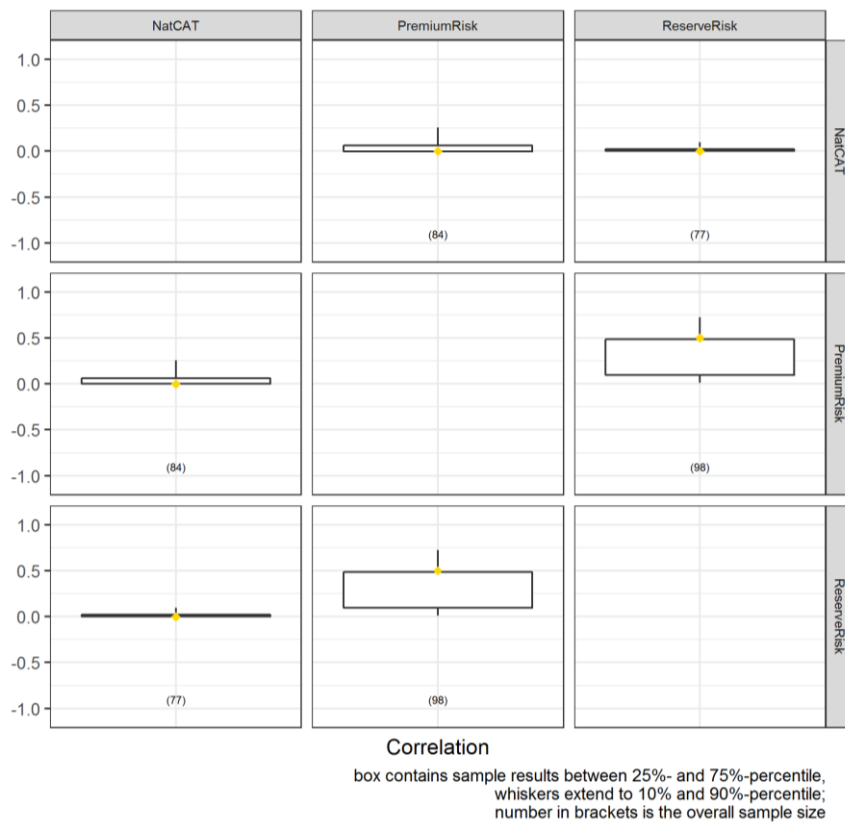 NatCAT PremiumRisk ReserveRisk
1.0
0.5
0.0
-0.5
-1.0
(84) (77)
NatCAT
1.0
0.5
0.0
-0.5
-1.0
(84) (98)
PremiumRisk
1.0
0.5
0.0
-0.5
-1.0
(77) (98)
ReserveRisk
Correlation
box contains sample results between 25%- and 75%-percentile,
whiskers extend to 10% and 90%-percentile;
number in brackets is the overall sample size